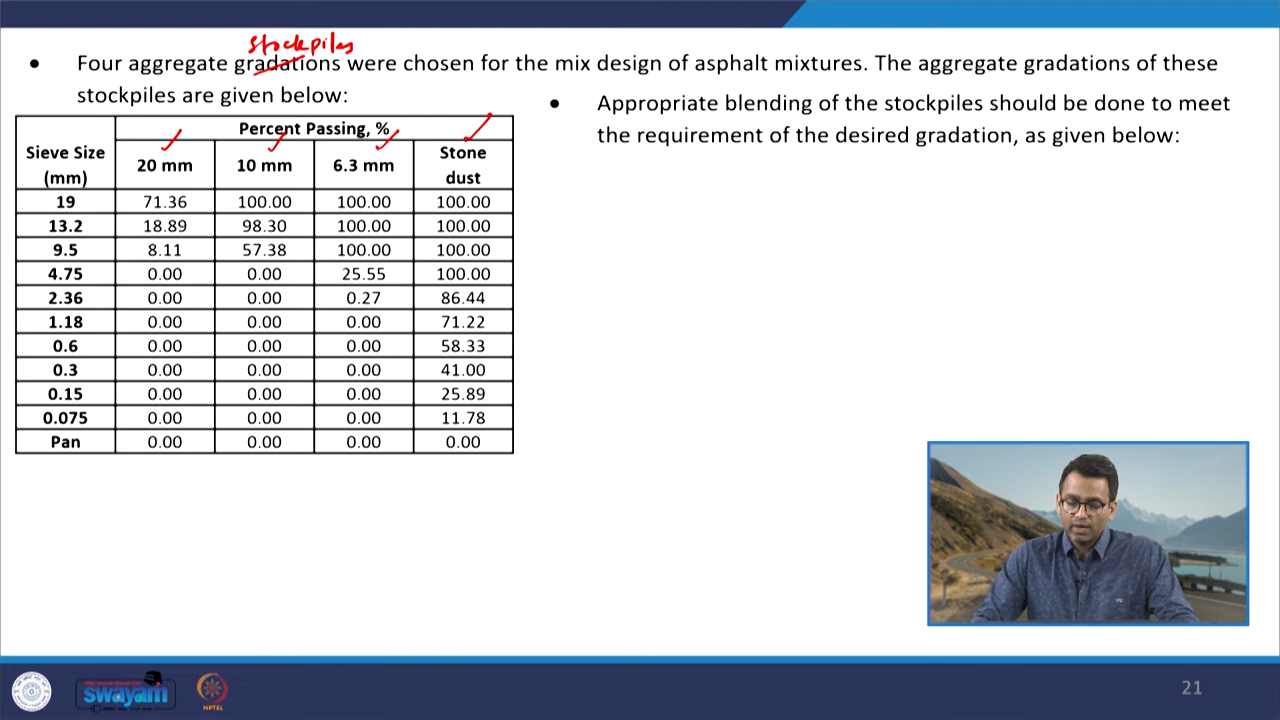 stockpiles
• Four aggregate gradations were chosen for the mix design of asphalt mixtures. The aggregate gradations of these
stockpiles are given below:
• Appropriate blending of the stockpiles should be done to meet
the requirement of the desired gradation, as given below:
Sieve Size (mm) Percent Passing, %
20 mm 10 mm 6.3 mm Stone dust
19 71.36 100.00 100.00 100.00
13.2 18.89 98.30 100.00 100.00
9.5 8.11 57.38 100.00 100.00
4.75 0.00 0.00 25.55 100.00
2.36 0.00 0.00 0.27 86.44
1.18 0.00 0.00 0.00 71.22
0.6 0.00 0.00 0.00 58.33
0.3 0.00 0.00 0.00 41.00
0.15 0.00 0.00 0.00 25.89
0.075 0.00 0.00 0.00 11.78
Pan 0.00 0.00 0.00 0.00
swayam
NPTEL
21